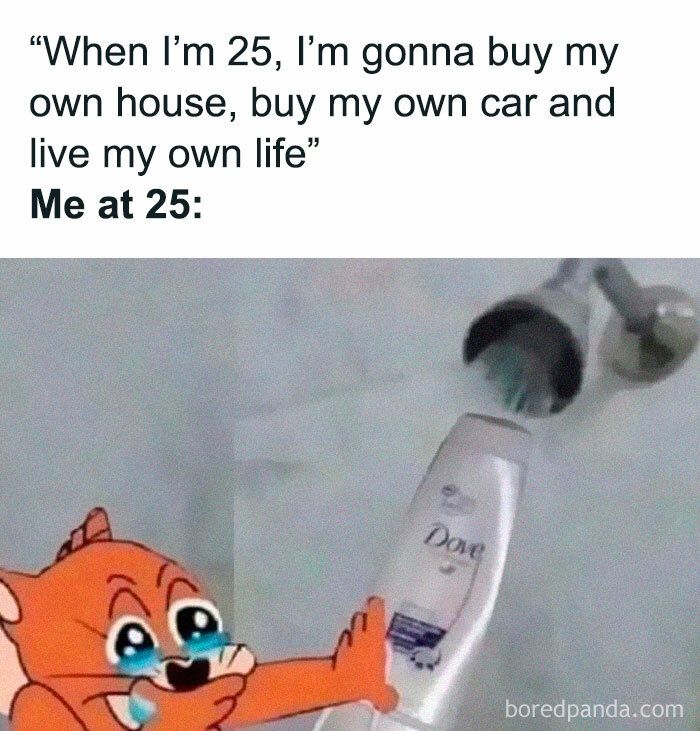 “When I’m 25, I’m gonna buy my
own house, buy my own car and
live my own life”
Me at 25:
Dove
boredpanda.com